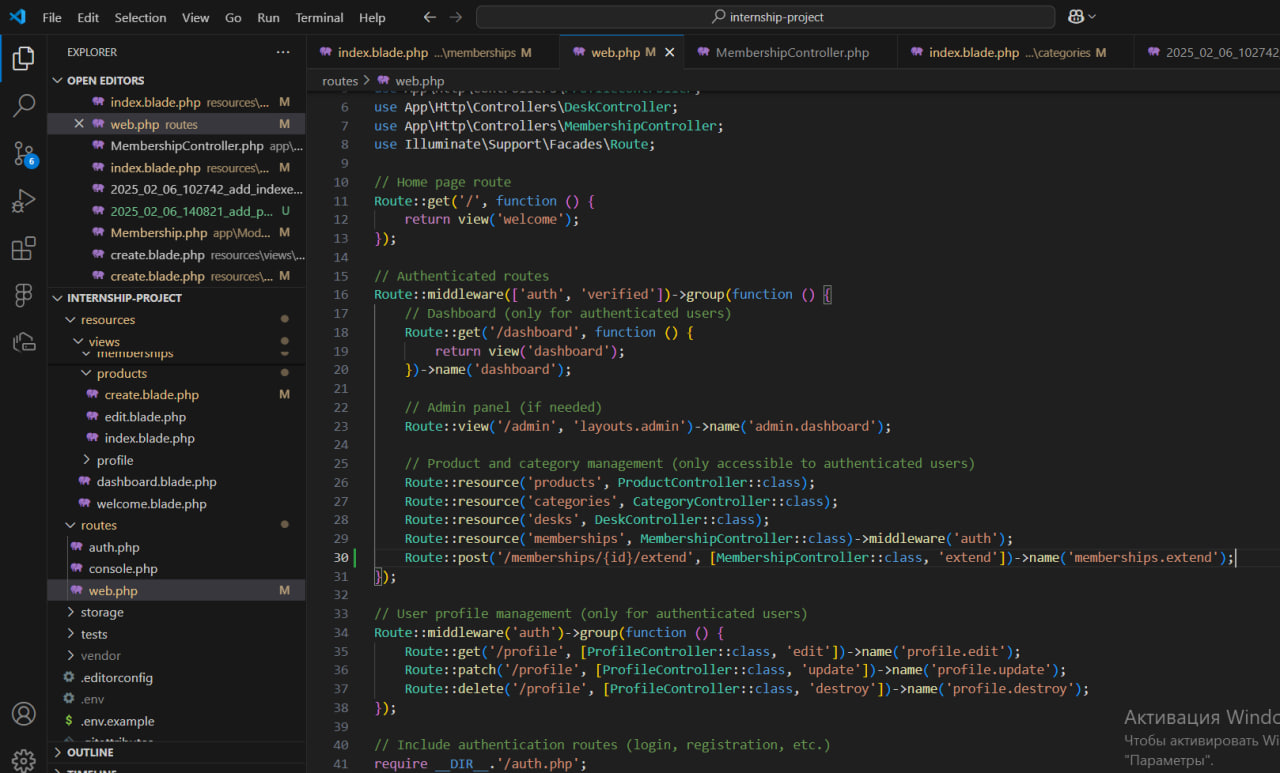 File Edit Selection View Go Run Terminal Help
internship-project
EXPLORER
OPEN EDITORS
index.blade.php resources\... M
web.php routes M
MembershipController.php app\...
index.blade.php resources\... M
2025_02_06_102742_add_indexe...
2025_02_06_140821_add_p... U
Membership.php app\Mod... M
create.blade.php resources\views\...
create.blade.php resources\... M
INTERNSHIP-PROJECT
resources
views
memberships
products
create.blade.php M
edit.blade.php
index.blade.php
profile
dashboard.blade.php
welcome.blade.php
routes
auth.php
console.php
web.php M
storage
tests
vendor
.editorconfig
.env
.env.example
.gitattributes
OUTLINE
TIMELINE
6
index.blade.php ...\memberships M
web.php M
MembershipController.php
index.blade.php ...\categories M
2025_02_06_102742
routes > web.php
5 use App\Http\Controllers\ProfileController;
6 use App\Http\Controllers\DeskController;
7 use App\Http\Controllers\MembershipController;
8 use Illuminate\Support\Facades\Route;
9
10 // Home page route
11 Route::get('/', function () {
12 return view('welcome');
13 });
14
15 // Authenticated routes
16 Route::middleware(['auth', 'verified'])->group(function () {
17 // Dashboard (only for authenticated users)
18 Route::get('/dashboard', function () {
19 return view('dashboard');
20 })->name('dashboard');
21
22 // Admin panel (if needed)
23 Route::view('/admin', 'layouts.admin')->name('admin.dashboard');
24
25 // Product and category management (only accessible to authenticated users)
26 Route::resource('products', ProductController::class);
27 Route::resource('categories', CategoryController::class);
28 Route::resource('desks', DeskController::class);
29 Route::resource('memberships', MembershipController::class)->middleware('auth');
30 Route::post('/memberships/{id}/extend', [MembershipController::class, 'extend'])->name('memberships.extend');
31 });
32
33 // User profile management (only for authenticated users)
34 Route::middleware('auth')->group(function () {
35 Route::get('/profile', [ProfileController::class, 'edit'])->name('profile.edit');
36 Route::patch('/profile', [ProfileController::class, 'update'])->name('profile.update');
37 Route::delete('/profile', [ProfileController::class, 'destroy'])->name('profile.destroy');
38 });
39
40 // Include authentication routes (login, registration, etc.)
41 require __DIR__.'/auth.php';
Активация Windo
Чтобы активировать Wi
"Параметры".